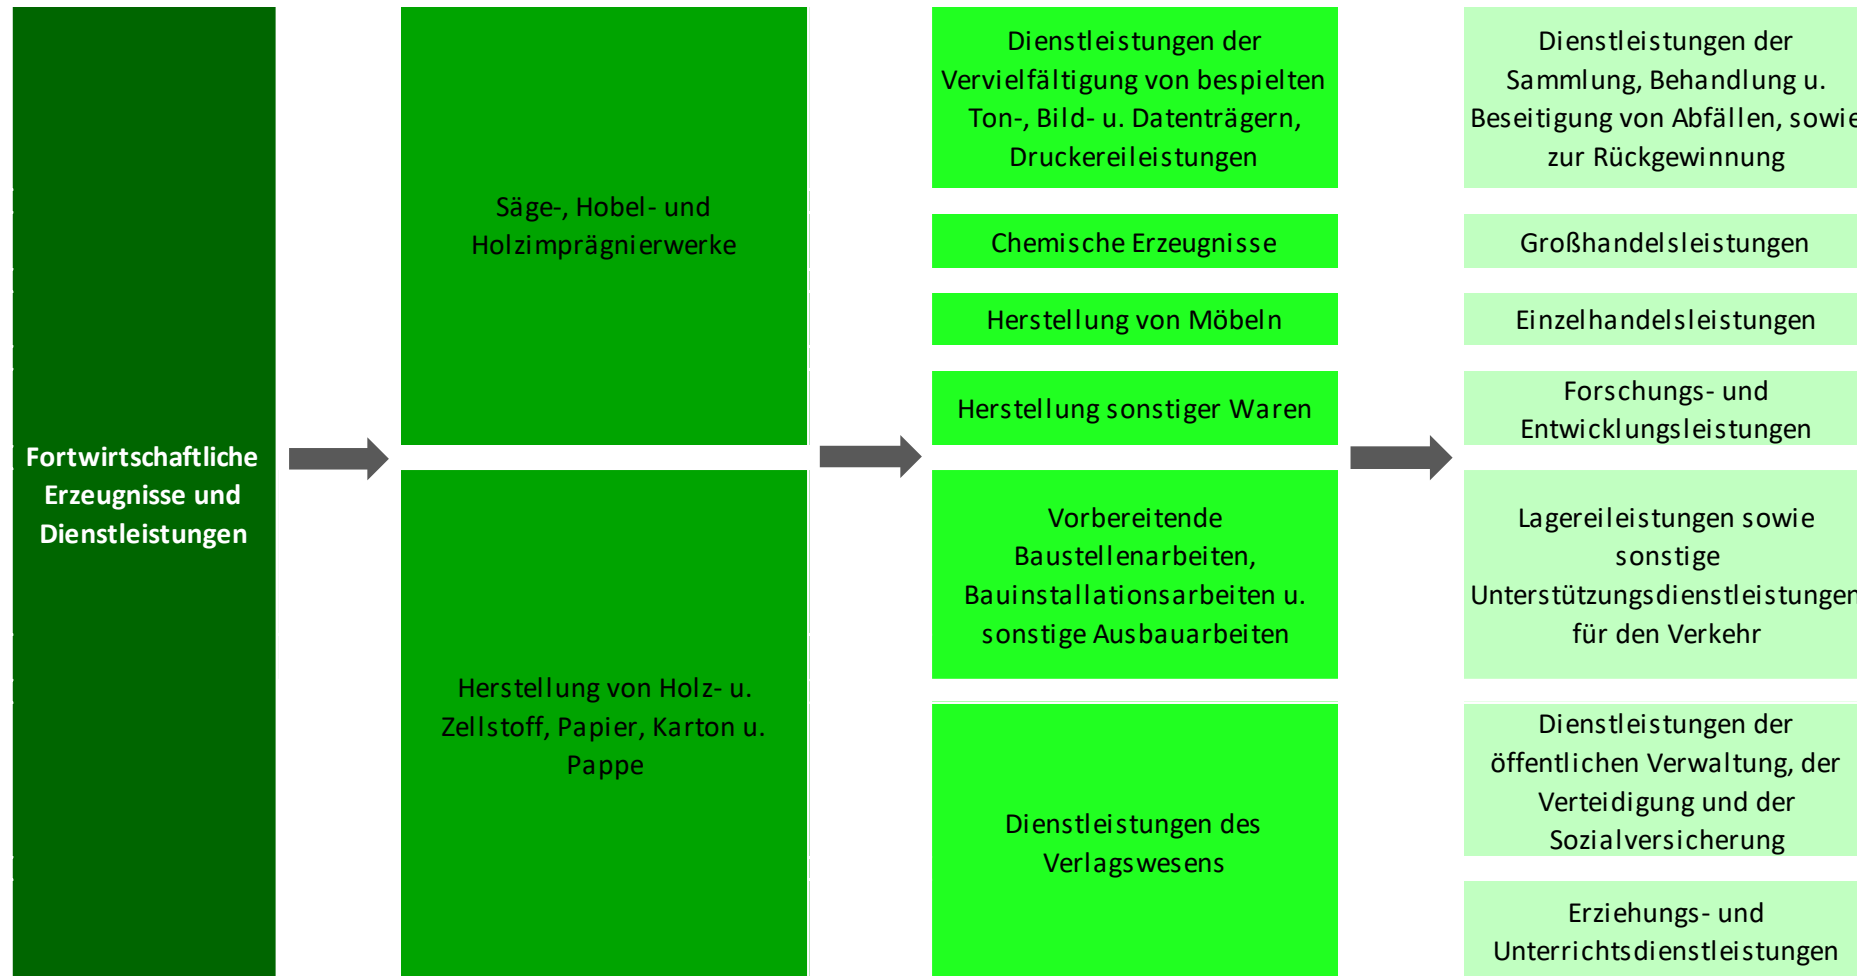 Fortwirtschaftliche
Erzeugnisse und
Dienstleistungen
Säge-, Hobel- und
Holzimprägnierwerke
Herstellung von Holz- u.
Zellstoff, Papier, Karton u.
Pappe
Dienstleistungen der
Vervielfältigung von bespielten
Ton-, Bild- u. Datenträgern,
Druckereileistungen
Chemische Erzeugnisse
Herstellung von Möbeln
Herstellung sonstiger Waren
Vorbereitende
Baustellenarbeiten,
Bauinstallationsarbeiten u.
sonstige Ausbauarbeiten
Dienstleistungen des
Verlagswesens
Dienstleistungen der
Sammlung, Behandlung u.
Beseitigung von Abfällen, sowie
zur Rückgewinnung
Großhandelsleistungen
Einzelhandelsleistungen
Forschungs- und
Entwicklungsleistungen
Lagereileistungen sowie
sonstige
Unterstützungsdienstleistungen
für den Verkehr
Dienstleistungen der
öffentlichen Verwaltung, der
Verteidigung und der
Sozialversicherung
Erziehungs- und
Unterrichtsdienstleistungen